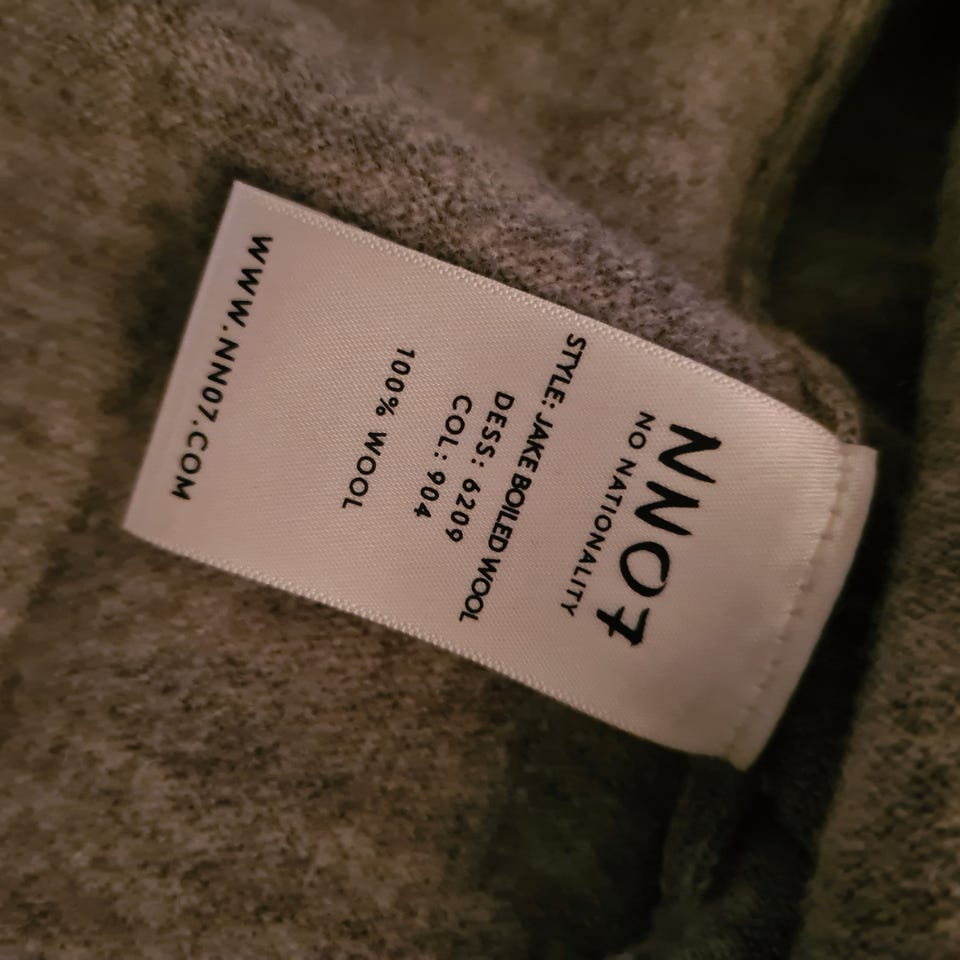 NN07
NO NATIONALITY
STYLE: JAKE BOILED WOOL
DESS: 6209
COL: 904
100% WOOL
WWW.NN07.COM